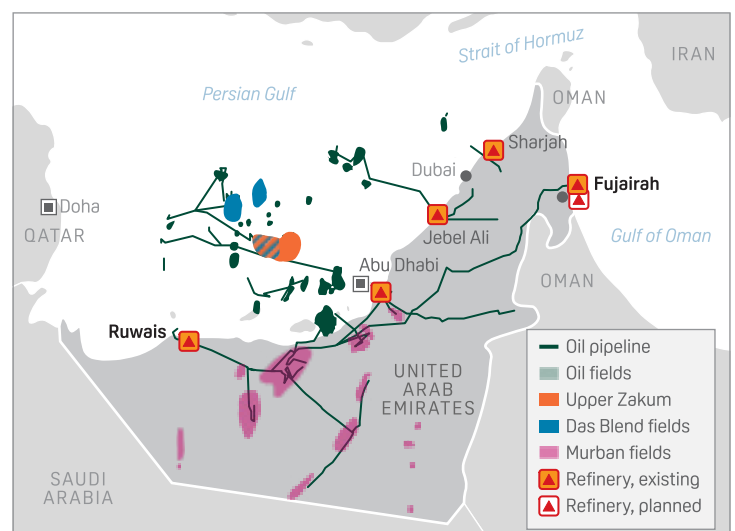 Strait of Hormuz
IRAN
Persian Gulf
OMAN
Sharjah
Dubai
Fujairah
Doha
QATAR
Jebel Ali
Gulf of Oman
Abu Dhabi
OMAN
Ruwais
UNITED
ARAB
EMIRATES
SAUDI
ARABIA
Oil pipeline
Oil fields
Upper Zakum
Das Blend fields
Murban fields
Refinery, existing
Refinery, planned